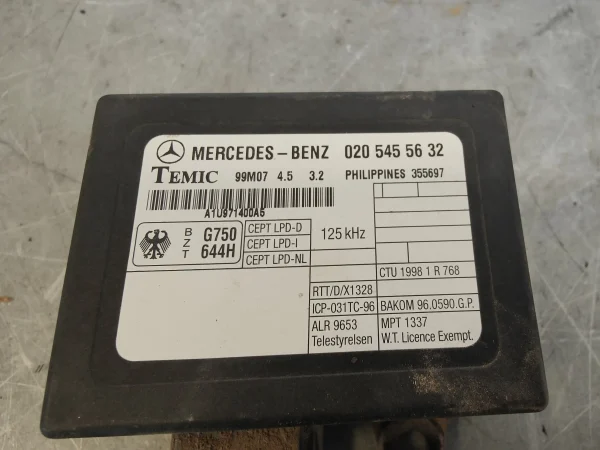 MERCEDES-BENZ 020 545 56 32
TEMIC 99M07 4.5 3.2 PHILIPPINES 355697
A1U971400A5
BZT G750 644H
CEPT LPD-D
CEPT LPD-I
CEPT LPD-NL
125 kHz
CTU 1998 1 R 768
RTT/D/X1328
ICP-031TC-96 BAKOM 96.0590.G.P.
ALR 9653 MPT 1337
Telestyrelsen W.T. Licence Exempt.